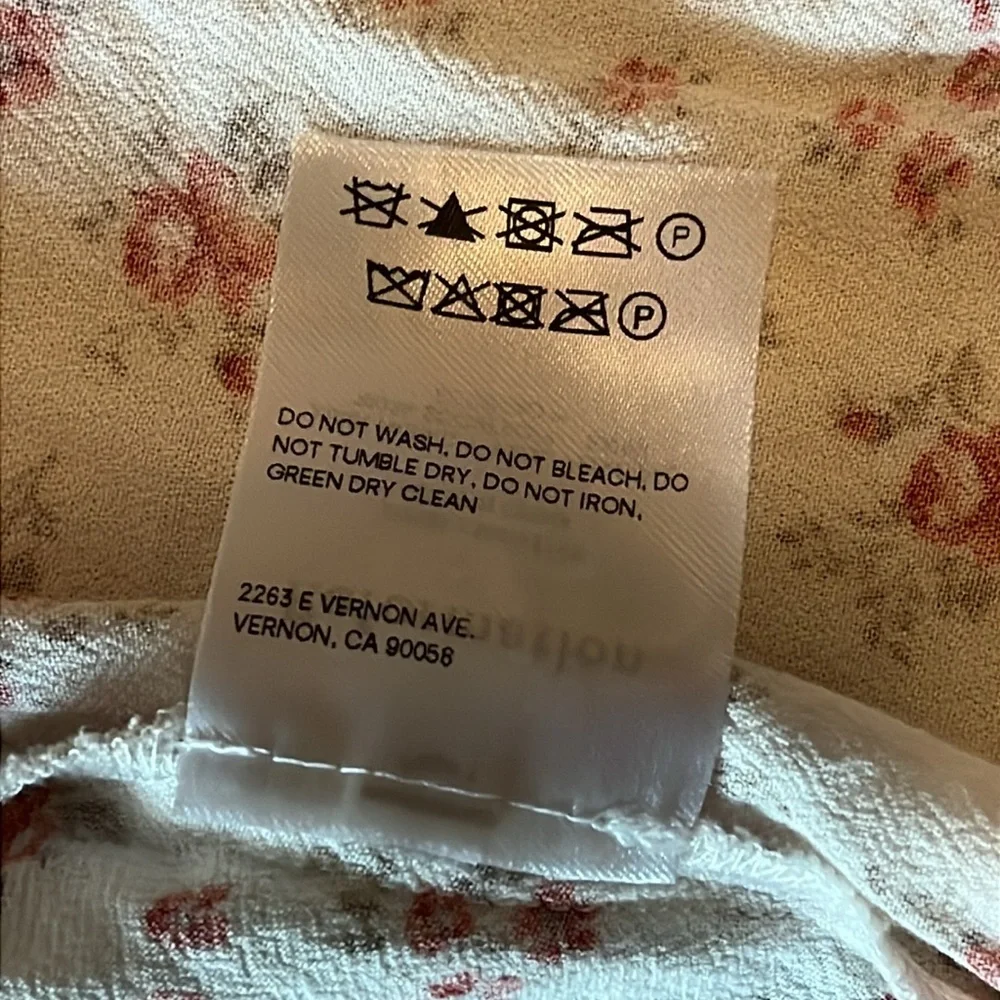 P
P
DO NOT WASH, DO NOT BLEACH, DO
NOT TUMBLE DRY, DO NOT IRON,
GREEN DRY CLEAN
2263 E VERNON AVE.
VERNON, CA 90058